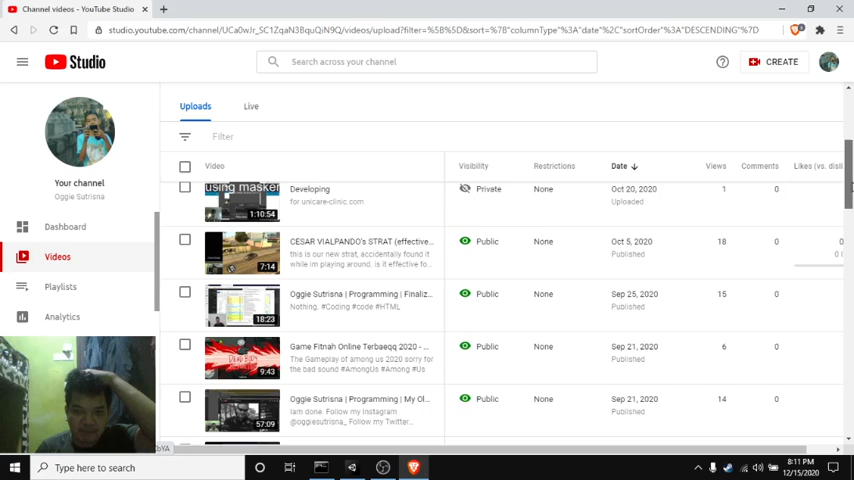 Channel videos - YouTube Studio
studio.youtube.com/channel/UCa0wJr_SC1ZqaN3BquQiN9Q/videos/upload?filter=%5B%5D&sort=%7B"columnType"%3A"date"%2C"sortOrder"%3A"DESCENDING"%7D
Studio
Search across your channel
CREATE
Your channel
Oggie Sutrisna
Dashboard
Videos
Playlists
Analytics
Uploads
Live
Filter
Video
Visibility
Restrictions
Date
Views
Comments
Likes (vs. disli
using masker
1:10:54
Developing
for unicare-clinic.com
Private
None
Oct 20, 2020
Uploaded
1
0
7:14
CESAR VIALPANDO's STRAT (effective...
this is our new strat, accidentally found it
while im playing around. is it effective fo...
Public
None
Oct 5, 2020
Published
18
0
0
0 l
18:23
Oggie Sutrisna | Programming | Finaliz...
Nothing. #Coding #code #HTML
Public
None
Sep 25, 2020
Published
15
0
9:43
Game Fitnah Online Terbaeqq 2020 - ...
The Gameplay of among us 2020 sorry for
the bad sound #AmongUs #Among #Us
Public
None
Sep 21, 2020
Published
6
0
57:09
Oggie Sutrisna | Programming | My Ol...
Iam done. Follow my Instagram
@oggiesutrisna_ Follow my Twitter...
Public
None
Sep 21, 2020
Published
14
0
bYA
Type here to search
8:11 PM
12/15/2020